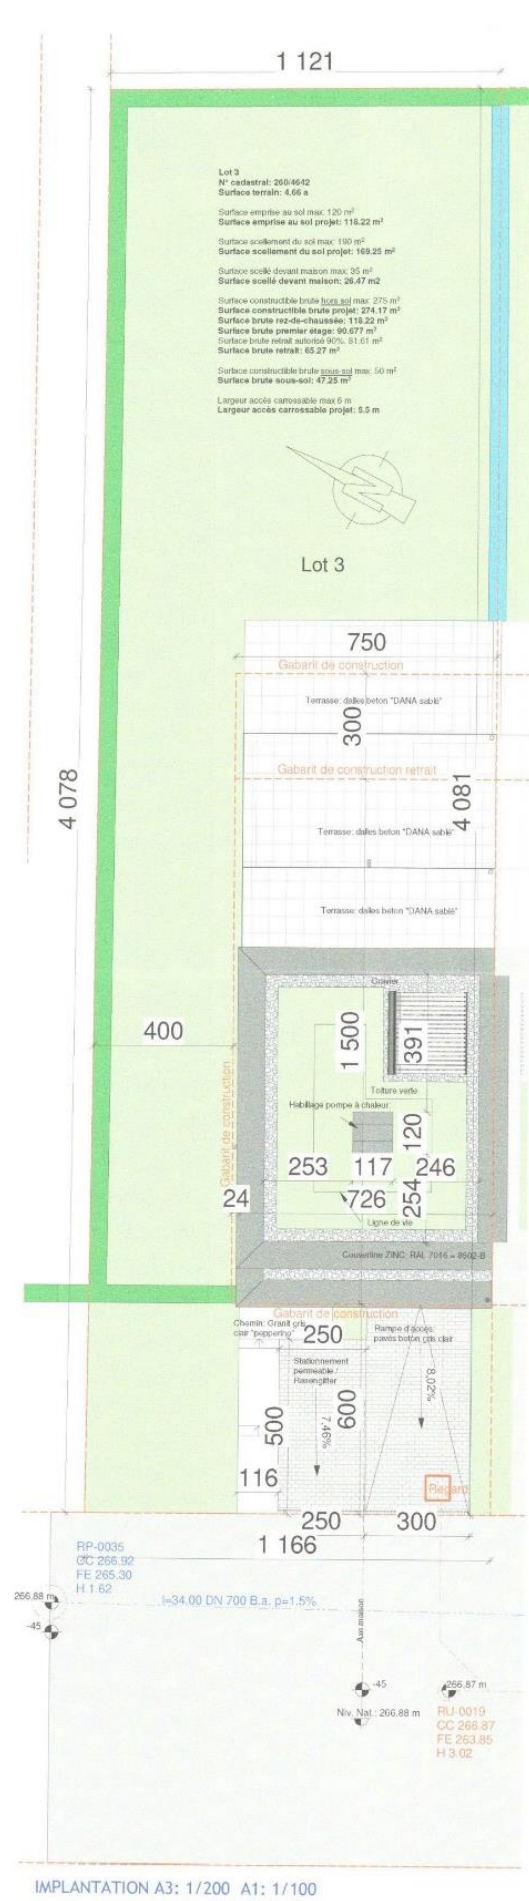 1 121
Lot 3
N° cadastral: 260/4642
Surface terrain: 4.66 a
Surface emprise au sol max: 120 m²
Surface emprise au sol projet: 118.22 m²
Surface scellement du sol max: 190 m²
Surface scellement du sol projet: 169.25 m²
Surface scellé devant maison max: 35 m²
Surface scellé devant maison: 26.47 m2
Surface constructible brute hors sol max: 275 m²
Surface constructible brute projet: 274.17 m²
Surface brute rez-de-chaussée: 118.22 m²
Surface brute premier étage: 90.677 m²
Surface brute retrait autorisé 90%: 81.61 m²
Surface brute retrait: 65.27 m²
Surface constructible brute sous-sol max: 50 m²
Surface brute sous-sol: 47.25 m²
Largeur accès carrossable max 6 m
Largeur accès carrossable projet: 5.5 m
N
Lot 3
750
Gabarit de construction
Terrasse: dalles beton "DANA sablé"
300
Gabarit de construction retrait
4 078
4 081
Terrasse: dalles beton "DANA sablé"
Terrasse: dalles beton "DANA sablé"
Gravier
400
1 500
391
Toiture verte
Gabarit de construction
Habillage pompe à chaleur
120
253
117
246
24
726
254
Ligne de vie
Couvertine ZINC RAL 7016 = 8502-B
Gabarit de construction
Chemin: Granit gris
clair "pepperino"
250
Rampe d'accès:
pavés béton gris clair
Stationnement
perméable /
Rasengitter
8,02%
600
500
7,46%
116
Regard
250
300
1 166
RP-0035
CC 266.92
FE 265.30
H 1.62
266,88 m
l=34.00 DN 700 B.a. p=1.5%
-45
Axe maison
-45
266,87 m
Niv. Nat.: 266,88 m
RU-0019
CC 266.87
FE 263.85
H 3.02
IMPLANTATION A3: 1/200 A1: 1/100